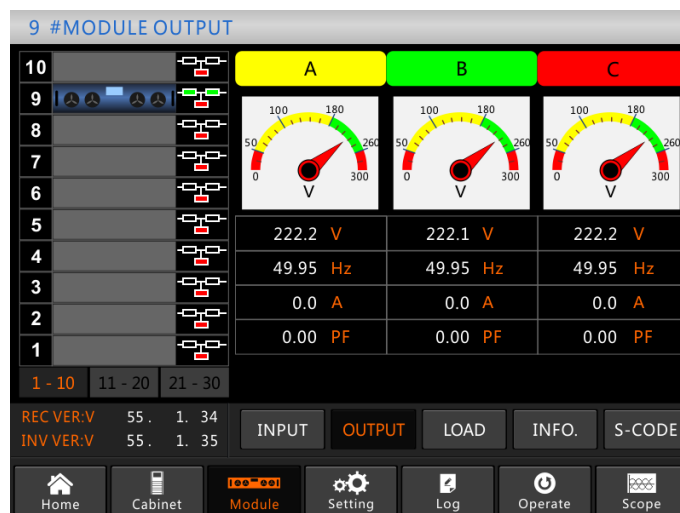 9 #MODULE OUTPUT
10
9
8
7
6
5
4
3
2
1
1 - 10 11 - 20 21 - 30
REC VER:V 55 . 1. 34
INV VER:V 55 . 1. 35
A B C
0 50 100 180 260 300 V
0 50 100 180 260 300 V
0 50 100 180 260 300 V
222.2 V 222.1 V 222.2 V
49.95 Hz 49.95 Hz 49.95 Hz
0.0 A 0.0 A 0.0 A
0.00 PF 0.00 PF 0.00 PF
INPUT OUTPUT LOAD INFO. S-CODE
Home Cabinet Module Setting Log Operate Scope